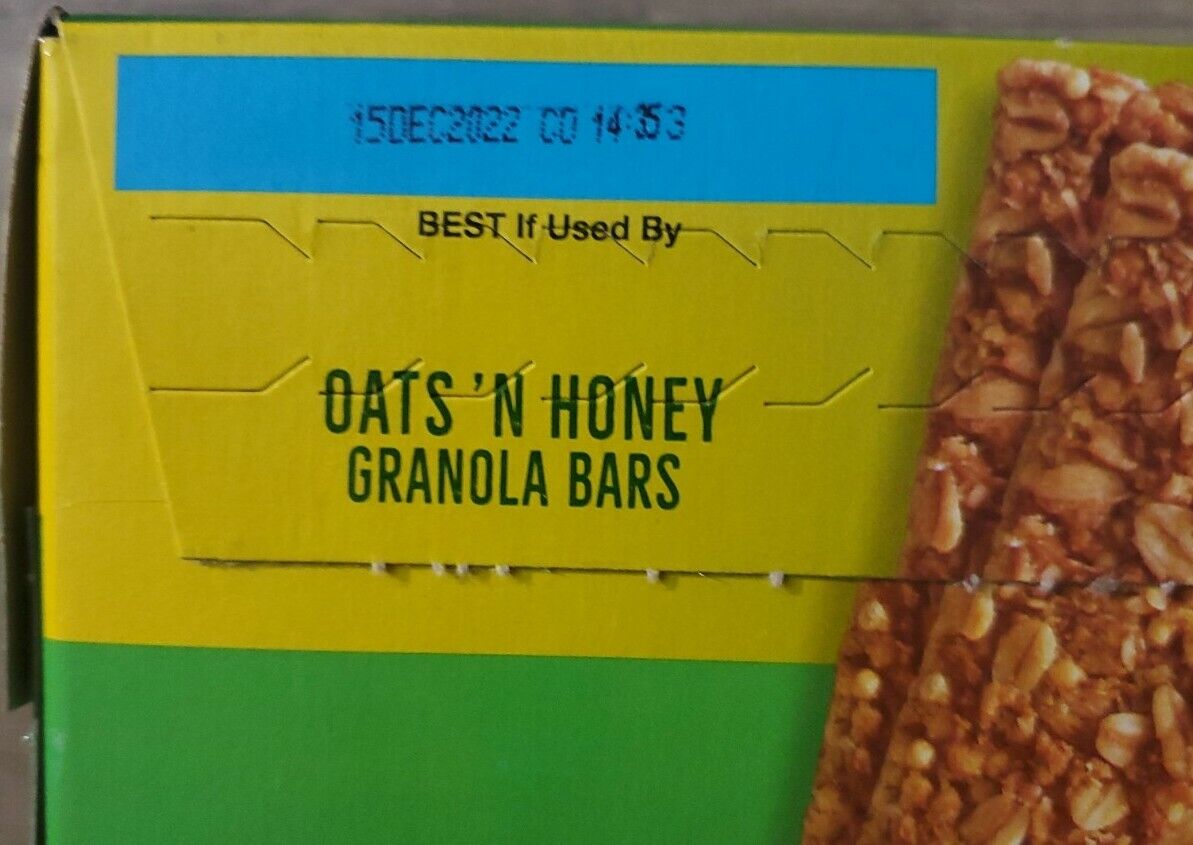 15DEC2022 CO 14:35 3
BEST If Used By
OATS 'N HONEY
GRANOLA BARS